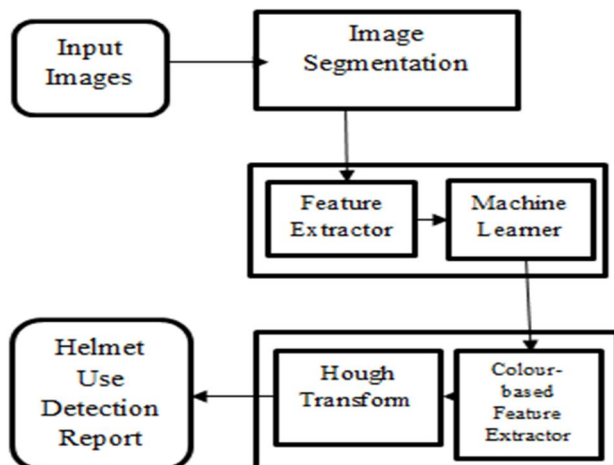 Input
Images
Image
Segmentation
Feature
Extractor
Machine
Learner
Colour-
based
Feature
Extractor
Hough
Transform
Helmet
Use
Detection
Report